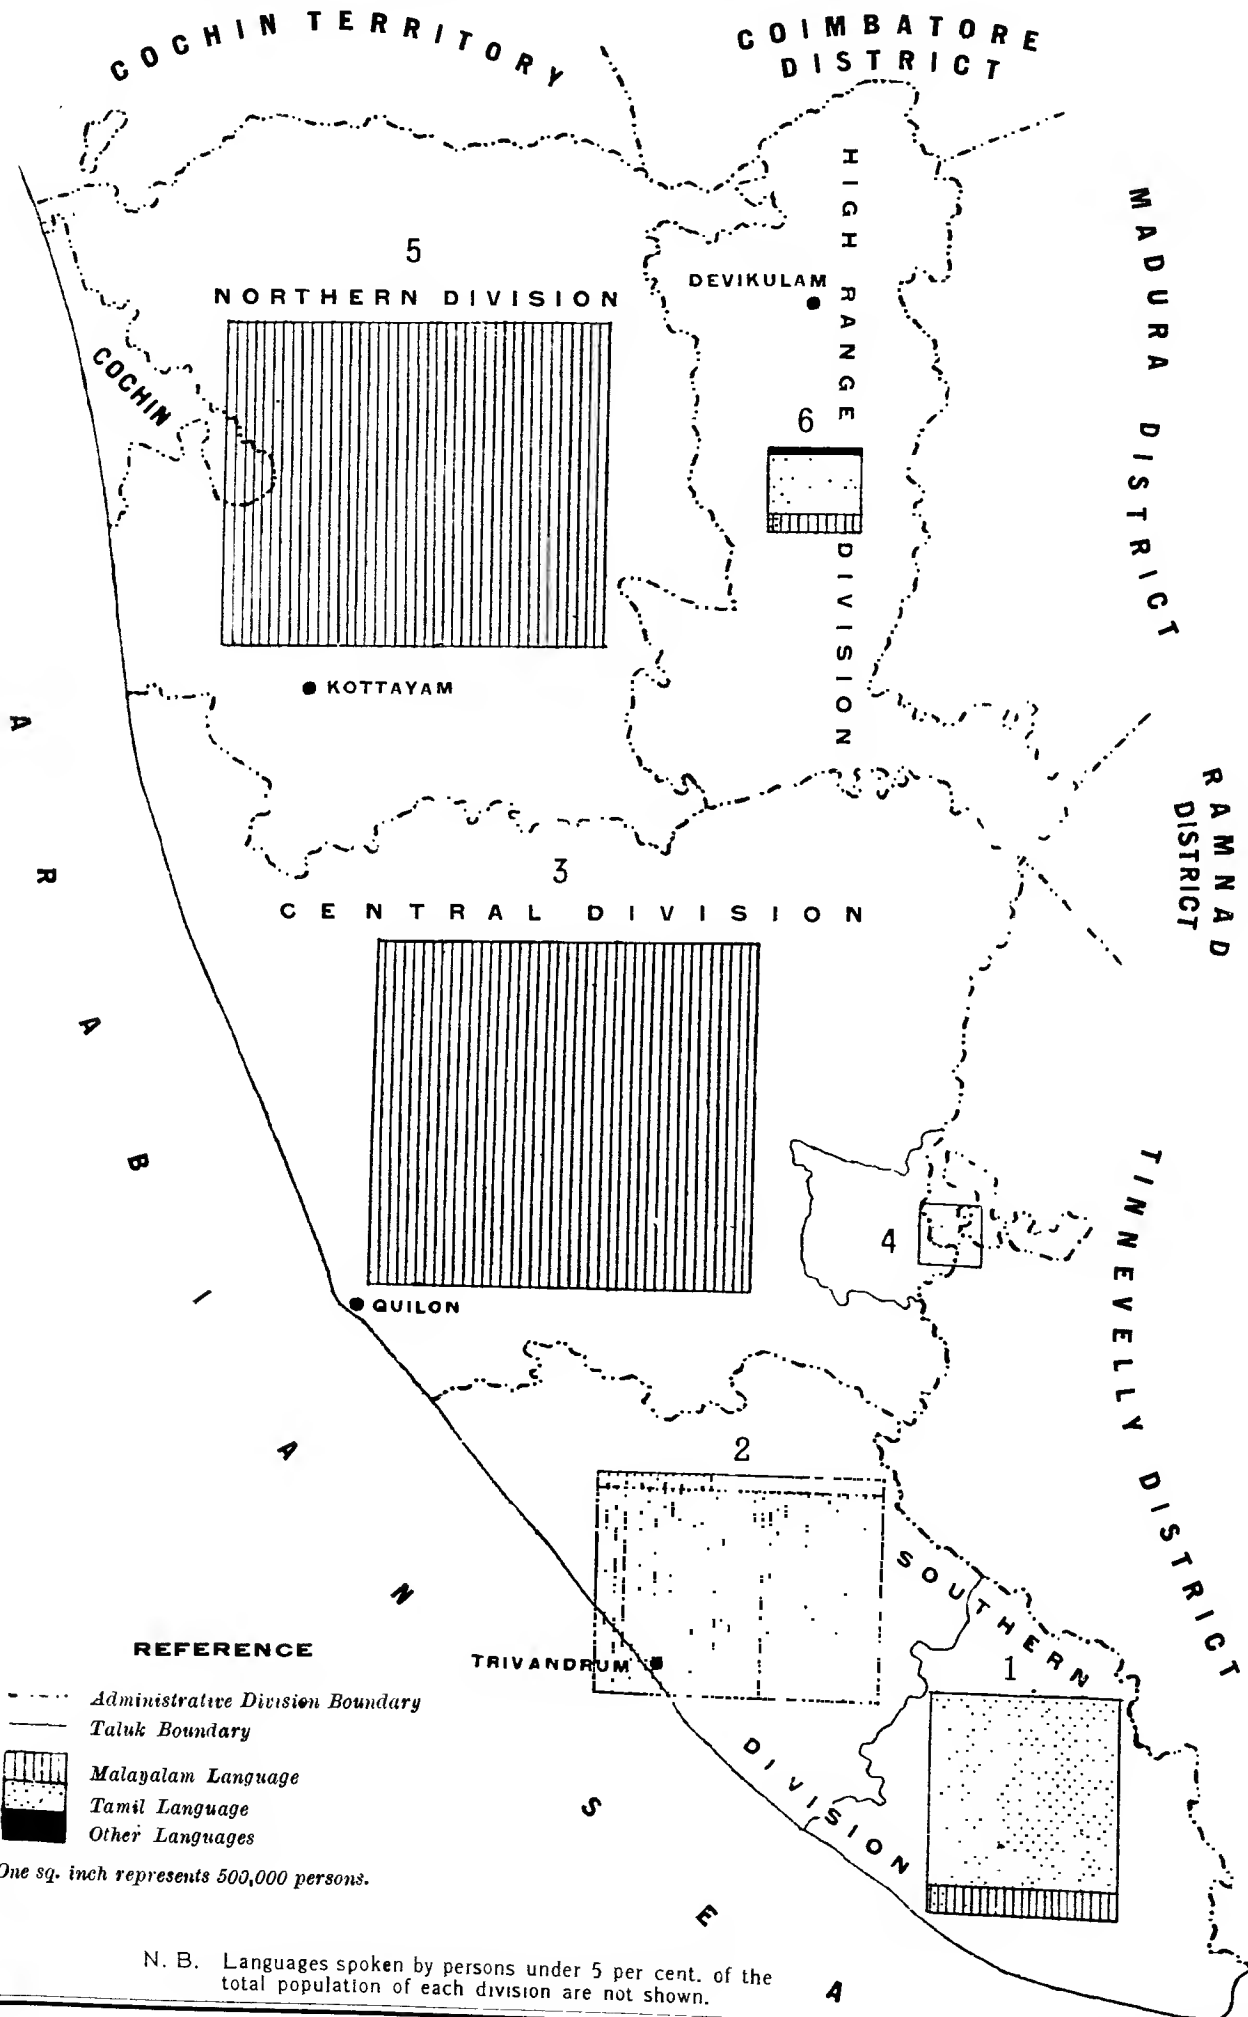 COCHIN TERRITORY
COIMBATORE
DISTRICT
HIGH RANGE DIVISION
MADURA DISTRICT
5
NORTHERN DIVISION
DEVIKULAM
COCHIN
6
KOTTAYAM
RAMNAD
DISTRICT
3
CENTRAL DIVISION
ARABIAN SEA
TINNEVELLY DISTRICT
4
QUILON
2
SOUTHERN DIVISION
TRIVANDRUM
1
REFERENCE
Administrative Division Boundary
Taluk Boundary
Malayalam Language
Tamil Language
Other Languages
One sq. inch represents 500,000 persons.
N. B. Languages spoken by persons under 5 per cent. of the
total population of each division are not shown.